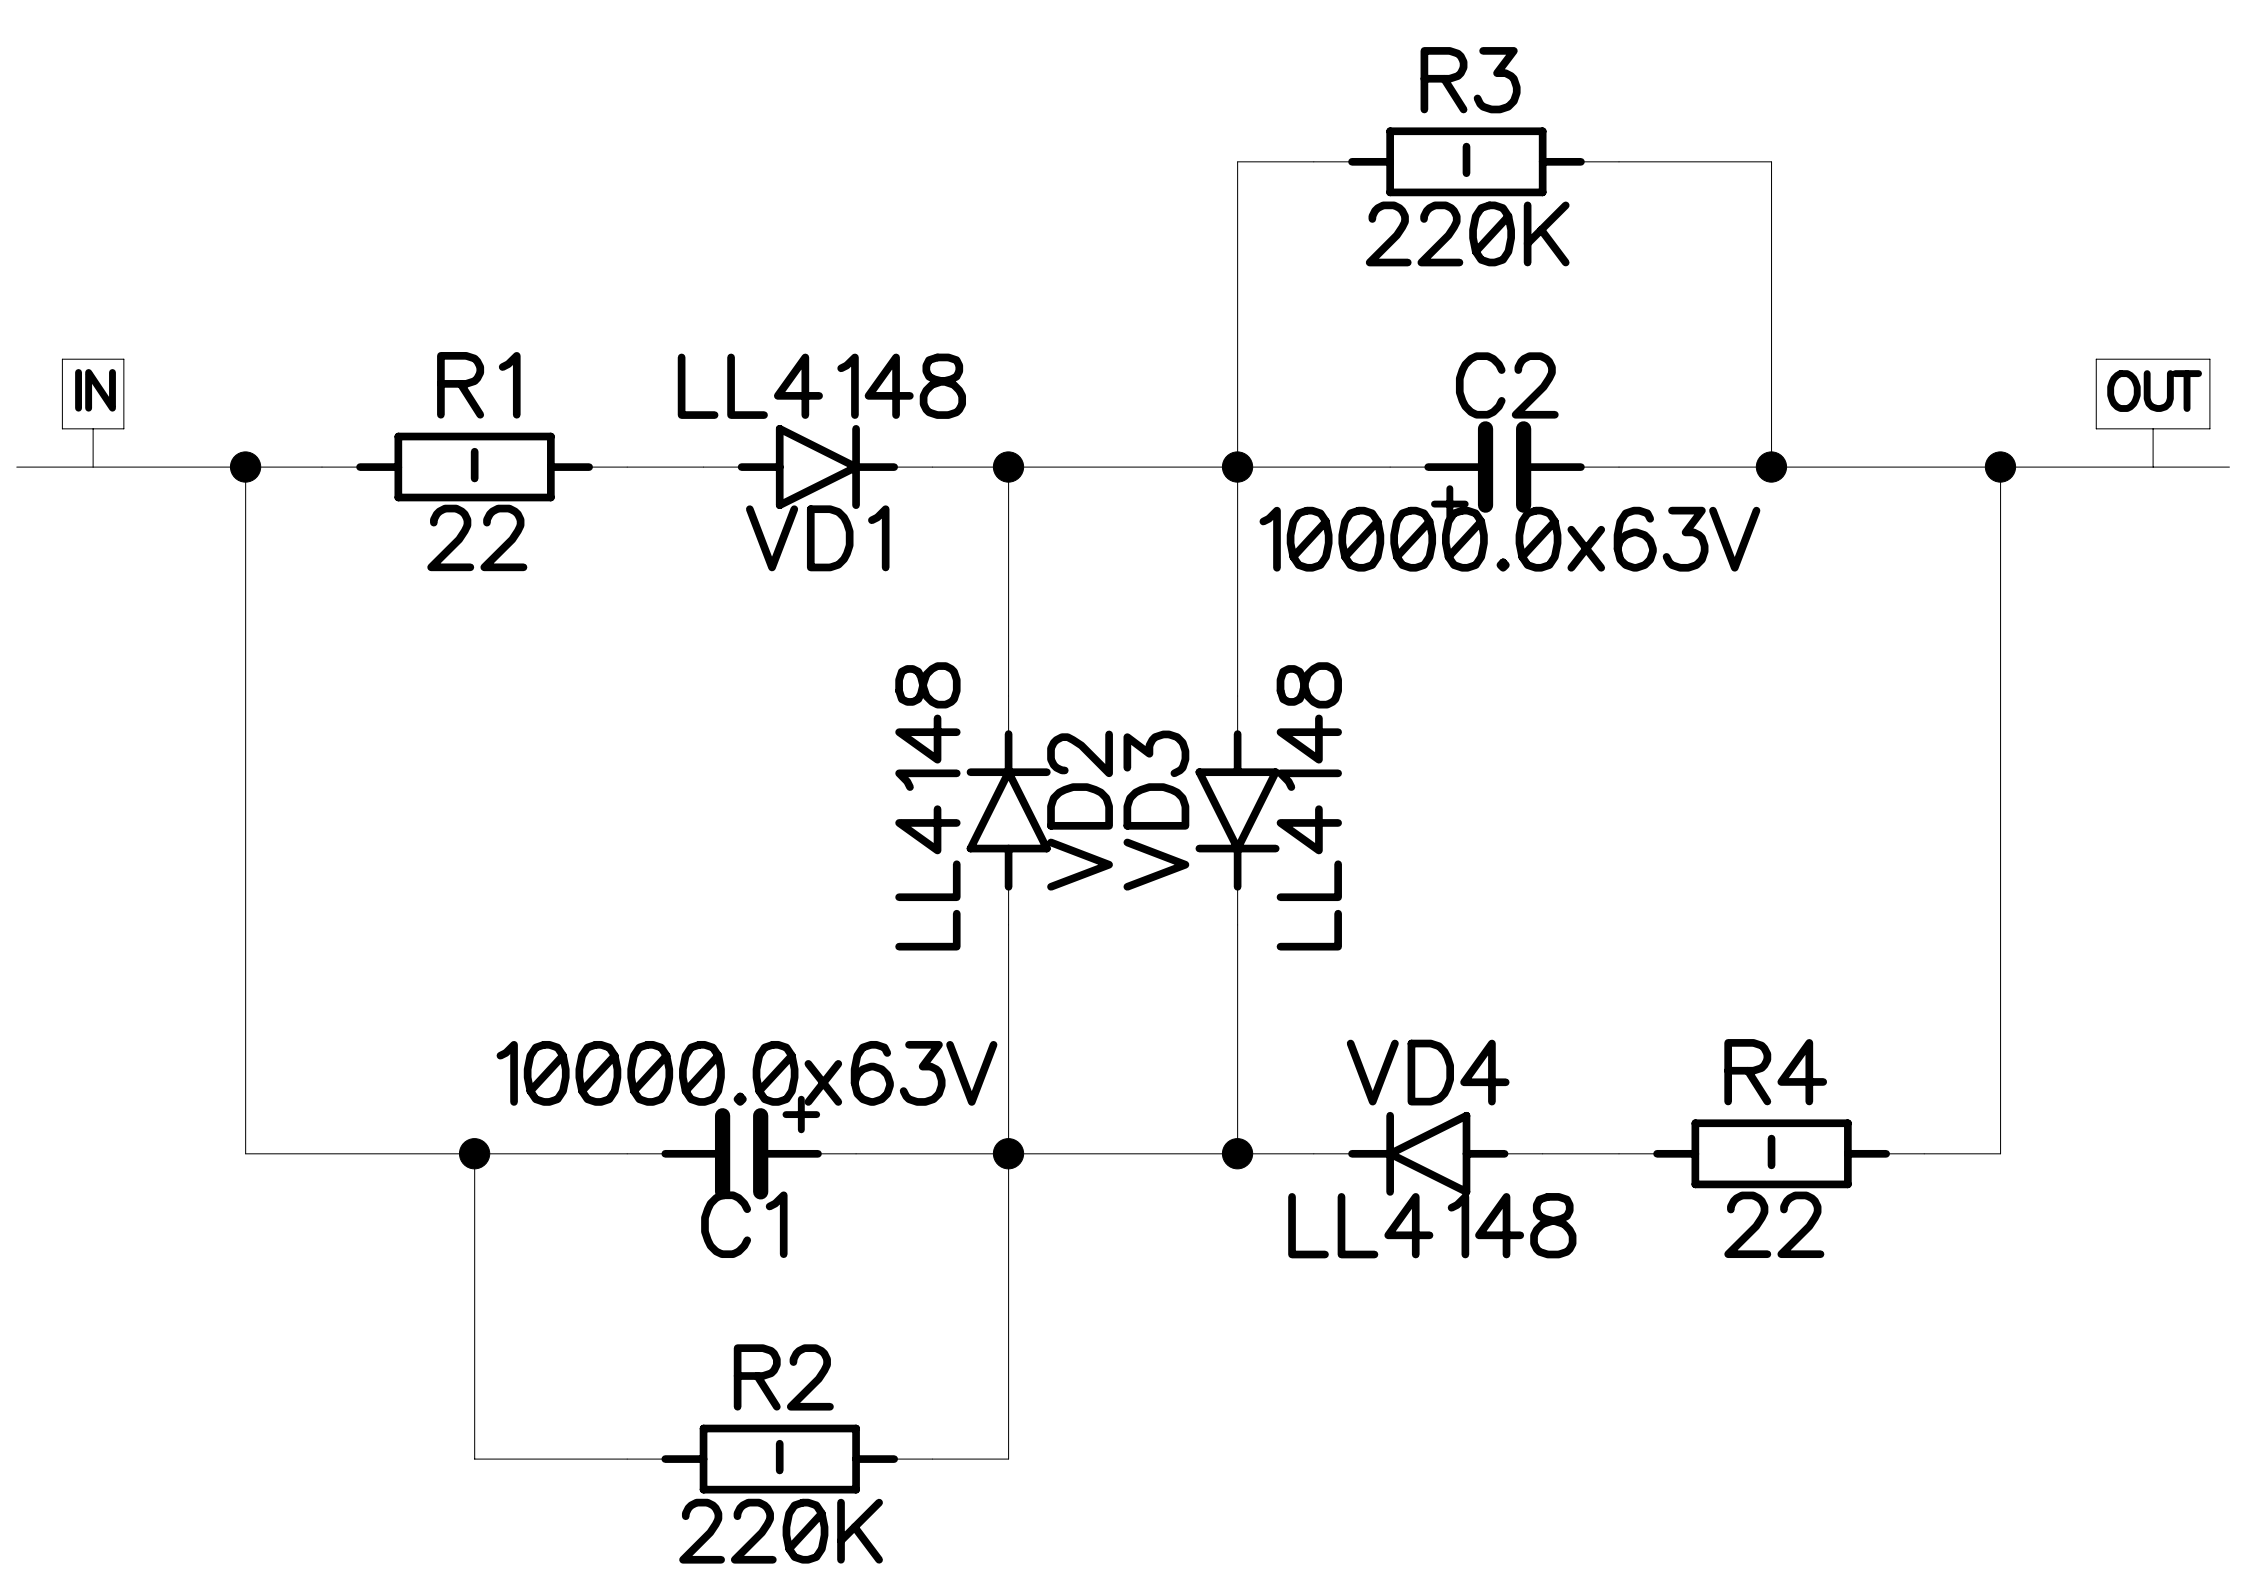 R3
220K
IN
R1
LL4148
C2
OUT
22
VD1
+
10000.0x63V
LL4148
VD2
VD3
LL4148
10000.0x63V
+
VD4
R4
C1
LL4148
22
R2
220K